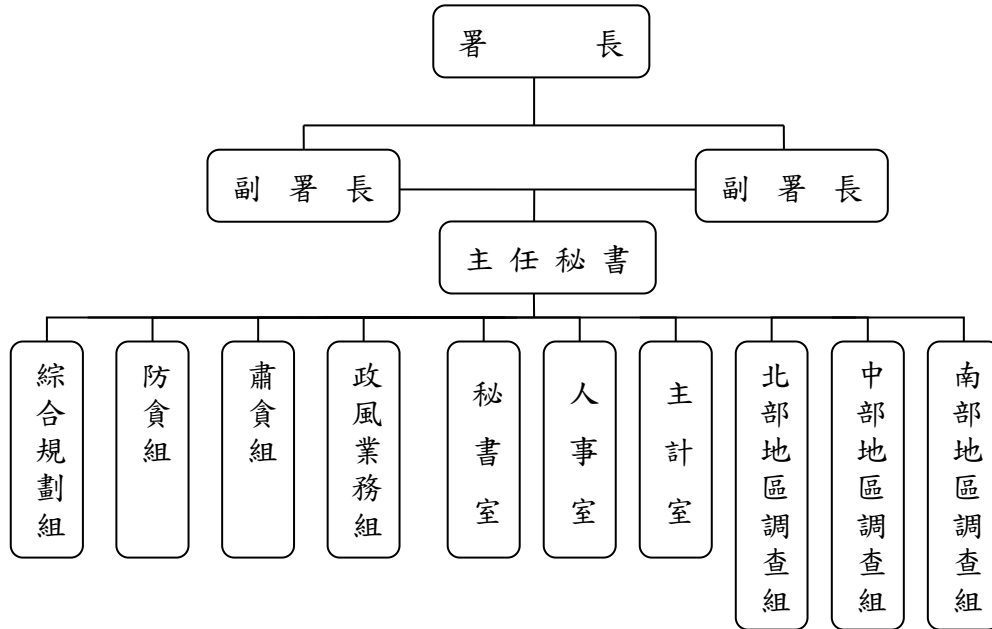 署長
副署長
副署長
主任秘書
綜合規劃組
防貪組
肅貪組
政風業務組
秘書室
人事室
主計室
北部地區調查組
中部地區調查組
南部地區調查組